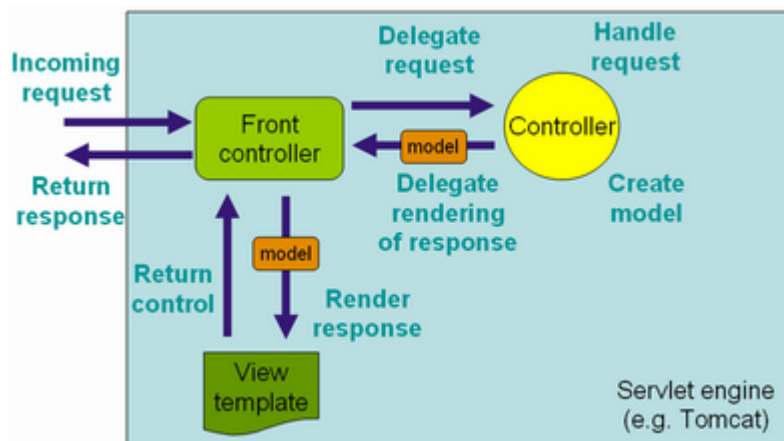 Incoming
request
Return
response
Front
controller
Delegate
request
Handle
request
Controller
model
Delegate
rendering
of response
Create
model
model
Return
control
Render
response
View
template
Servlet engine
(e.g. Tomcat)